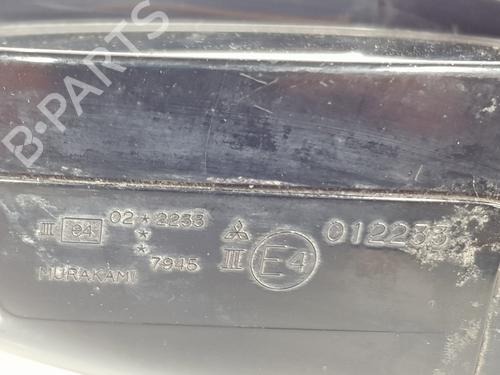 B-PARTS
III e4 02*2233
III E4 012233
* 7945
MURAKAMI